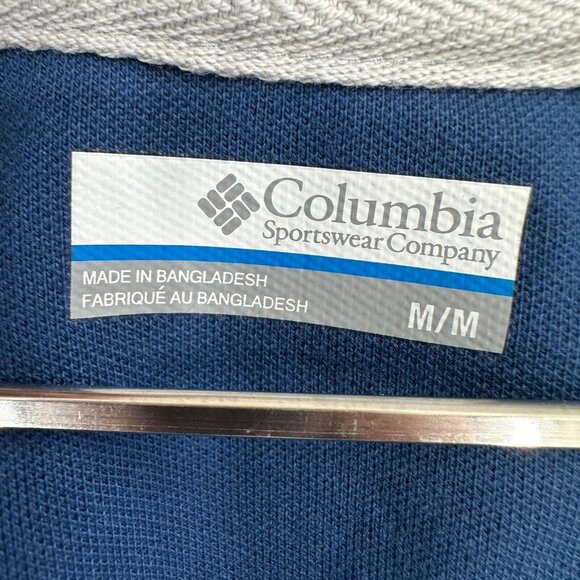 Columbia
Sportswear Company
MADE IN BANGLADESH
FABRIQUÉ AU BANGLADESH
M/M